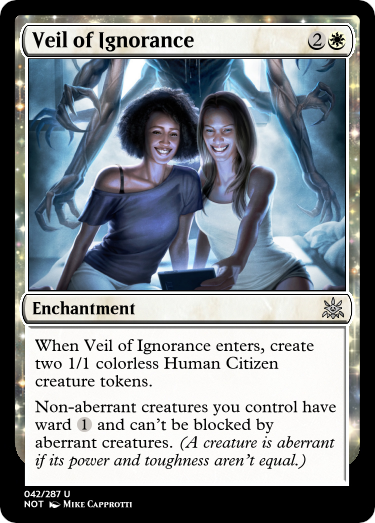 Veil of Ignorance 2
Enchantment
When Veil of Ignorance enters, create
two 1/1 colorless Human Citizen
creature tokens.
Non-aberrant creatures you control have
ward 1 and can't be blocked by
aberrant creatures. (A creature is aberrant
if its power and toughness aren't equal.)
042/287 U
NOT Mike Capprotti